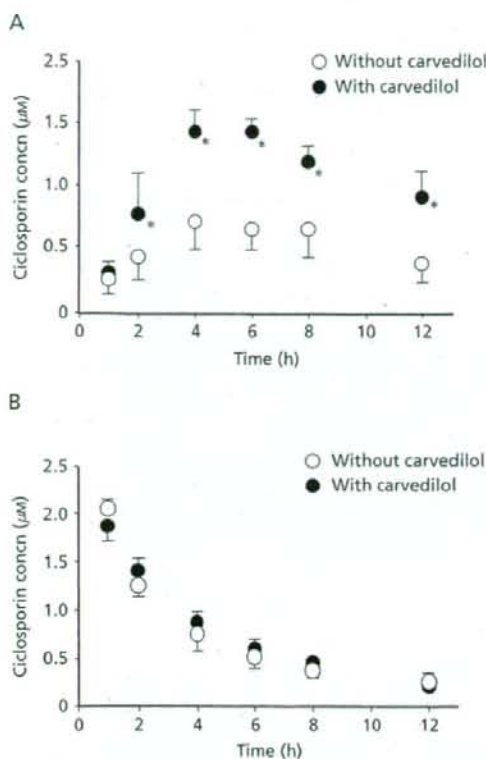 A
2.5
Without carvedilol
With carvedilol
2.0
Ciclosporin concn (μM)
1.5
*
*
*
1.0
*
*
0.5
0
0 2 4 6 8 10 12
Time (h)
B
2.5
Without carvedilol
With carvedilol
2.0
Ciclosporin concn (μM)
1.5
1.0
0.5
0
0 2 4 6 8 10 12
Time (h)